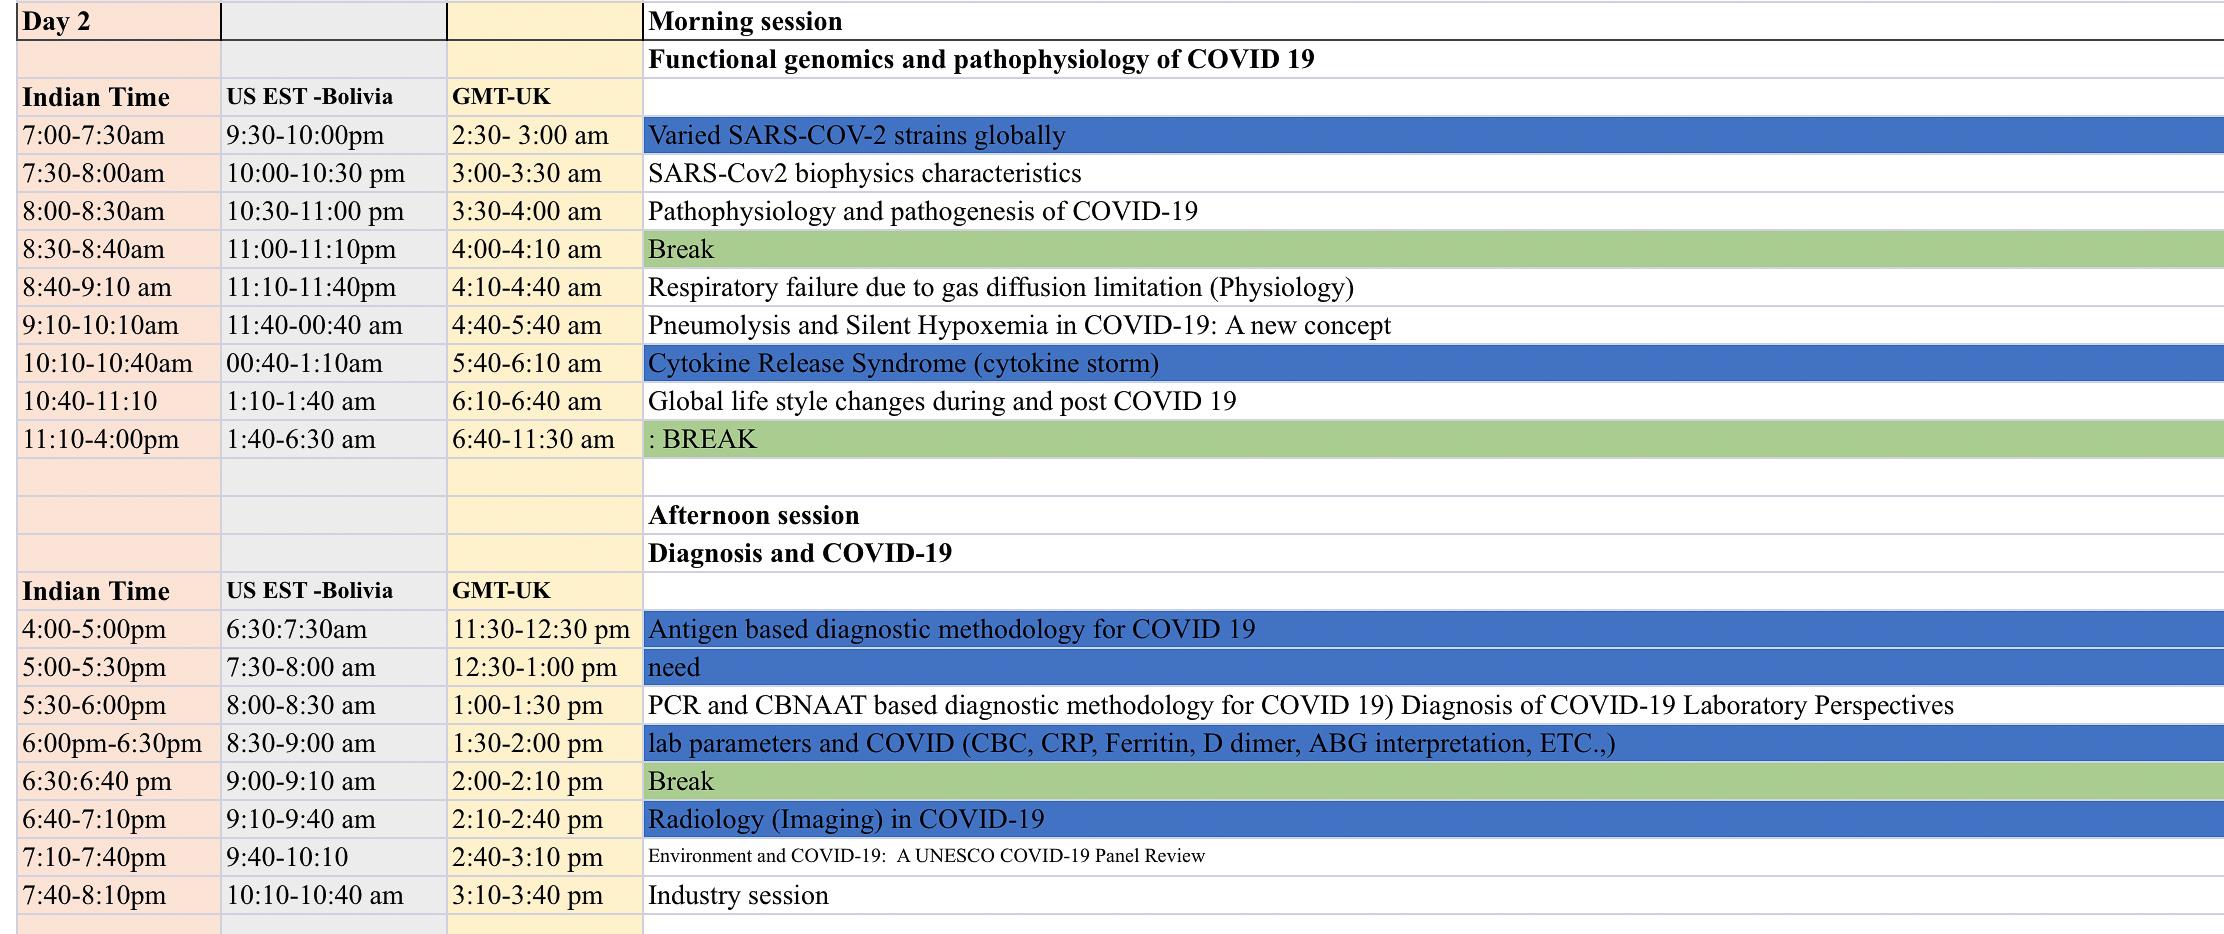 Day 2 Morning session
Functional genomics and pathophysiology of COVID 19
Indian Time US EST -Bolivia GMT-UK
7:00-7:30am 9:30-10:00pm 2:30- 3:00 am Varied SARS-COV-2 strains globally
7:30-8:00am 10:00-10:30 pm 3:00-3:30 am SARS-Cov2 biophysics characteristics
8:00-8:30am 10:30-11:00 pm 3:30-4:00 am Pathophysiology and pathogenesis of COVID-19
8:30-8:40am 11:00-11:10pm 4:00-4:10 am Break
8:40-9:10 am 11:10-11:40pm 4:10-4:40 am Respiratory failure due to gas diffusion limitation (Physiology)
9:10-10:10am 11:40-00:40 am 4:40-5:40 am Pneumolysis and Silent Hypoxemia in COVID-19: A new concept
10:10-10:40am 00:40-1:10am 5:40-6:10 am Cytokine Release Syndrome (cytokine storm)
10:40-11:10 1:10-1:40 am 6:10-6:40 am Global life style changes during and post COVID 19
11:10-4:00pm 1:40-6:30 am 6:40-11:30 am : BREAK
Afternoon session
Diagnosis and COVID-19
Indian Time US EST -Bolivia GMT-UK
4:00-5:00pm 6:30:7:30am 11:30-12:30 pm Antigen based diagnostic methodology for COVID 19
5:00-5:30pm 7:30-8:00 am 12:30-1:00 pm need
5:30-6:00pm 8:00-8:30 am 1:00-1:30 pm PCR and CBNAAT based diagnostic methodology for COVID 19) Diagnosis of COVID-19 Laboratory Perspectives
6:00pm-6:30pm 8:30-9:00 am 1:30-2:00 pm lab parameters and COVID (CBC, CRP, Ferritin, D dimer, ABG interpretation, ETC.,)
6:30:6:40 pm 9:00-9:10 am 2:00-2:10 pm Break
6:40-7:10pm 9:10-9:40 am 2:10-2:40 pm Radiology (Imaging) in COVID-19
7:10-7:40pm 9:40-10:10 2:40-3:10 pm Environment and COVID-19: A UNESCO COVID-19 Panel Review
7:40-8:10pm 10:10-10:40 am 3:10-3:40 pm Industry session